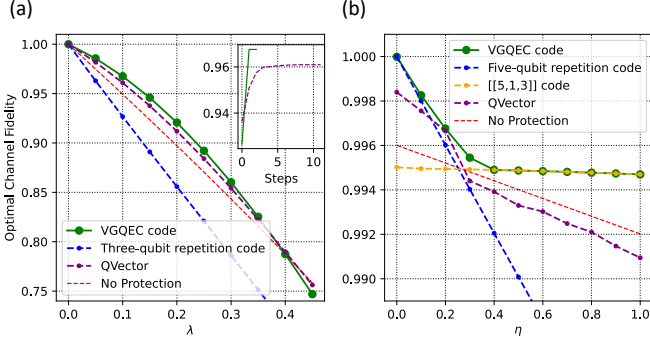 (a)
Optimal Channel Fidelity
1.00
0.95
0.90
0.85
0.80
0.75
0.0
0.1
0.2
0.3
0.4
λ
0.96
0.94
0
10
Steps
VGQEC code
Three-qubit repetition code
QVector
No Protection
(b)
1.000
0.998
0.996
0.994
0.992
0.990
0.0
0.2
0.4
0.6
0.8
1.0
η
VGQEC code
Five-qubit repetition code
[[5,1,3]] code
QVector
No Protection